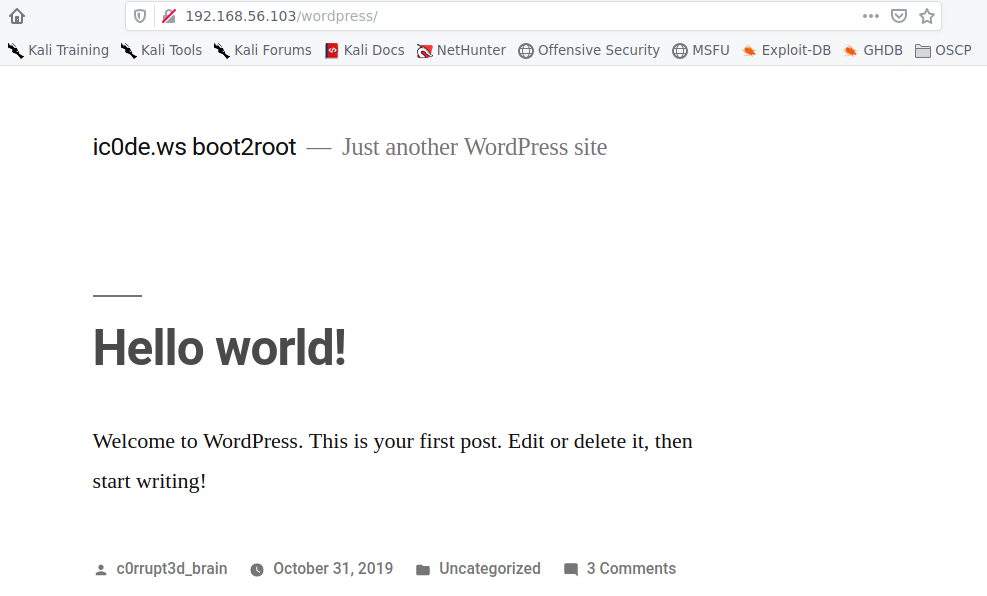 192.168.56.103/wordpress/
Kali Training Kali Tools Kali Forums Kali Docs NetHunter Offensive Security MSFU Exploit-DB GHDB OSCP
ic0de.ws boot2root — Just another WordPress site
Hello world!
Welcome to WordPress. This is your first post. Edit or delete it, then
start writing!
c0rrupt3d_brain October 31, 2019 Uncategorized 3 Comments